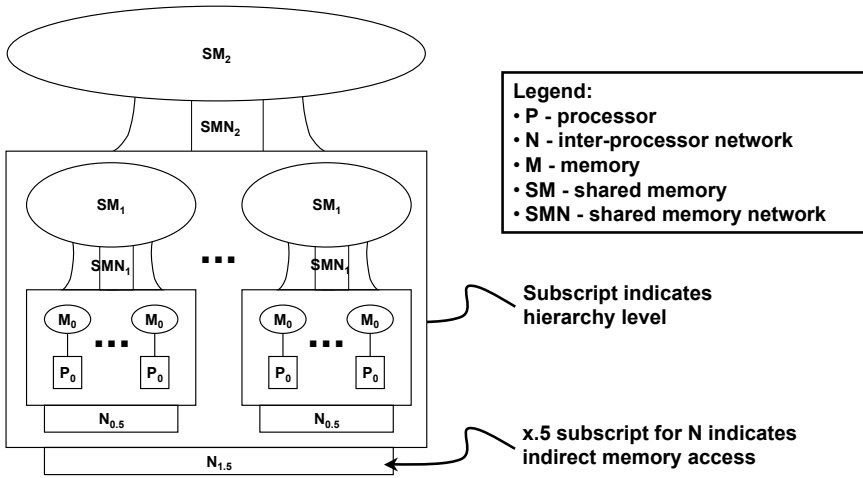 SM₂
SMN₂
SM₁ SM₁
SMN₁ ... SMN₁
M₀ M₀ M₀ M₀
... ...
P₀ P₀ P₀ P₀
N₀.₅ N₀.₅
N₁.₅
Legend:
• P - processor
• N - inter-processor network
• M - memory
• SM - shared memory
• SMN - shared memory network
Subscript indicates
hierarchy level
x.5 subscript for N indicates
indirect memory access